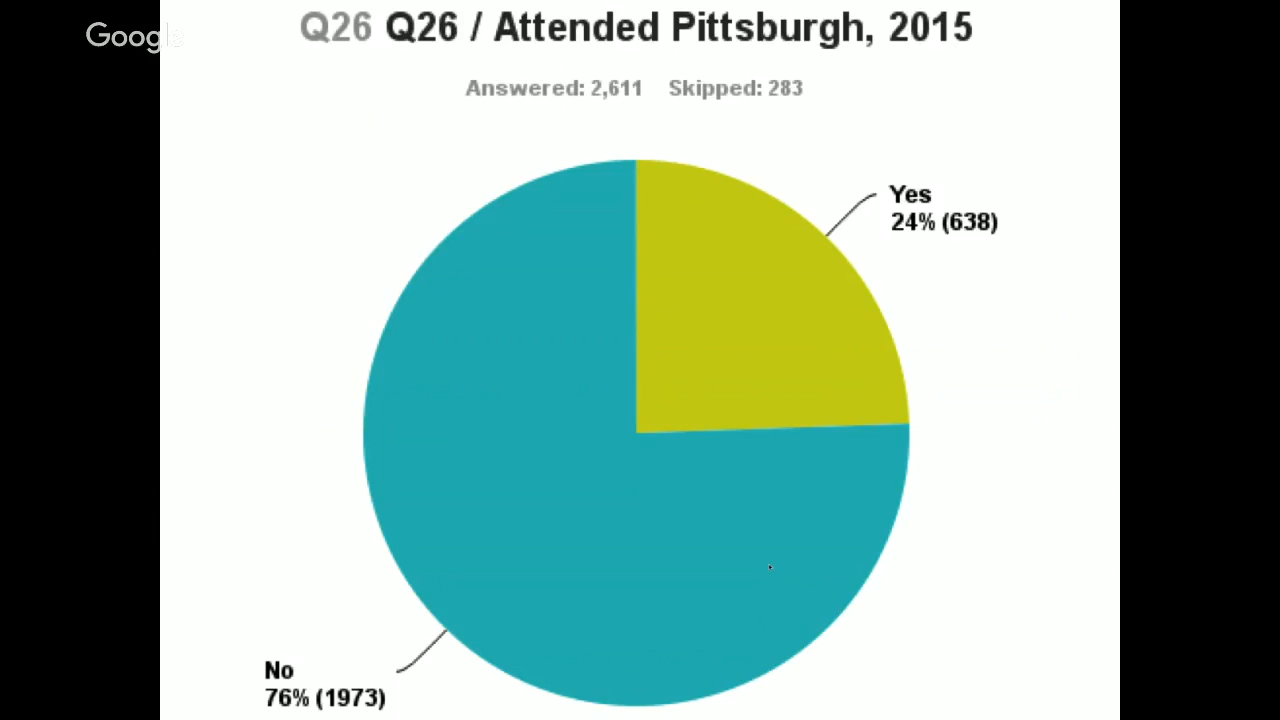 Google
Q26 Q26 / Attended Pittsburgh, 2015
Answered: 2,611 Skipped: 283
Yes
24% (638)
No
76% (1973)